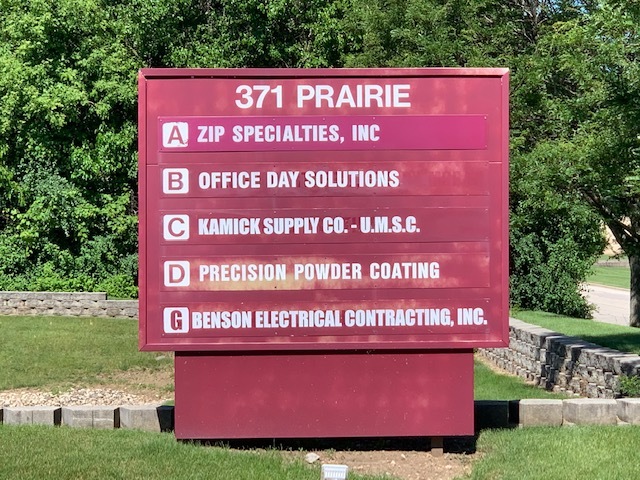 371 PRAIRIE
A ZIP SPECIALTIES, INC
B OFFICE DAY SOLUTIONS
C KAMICK SUPPLY CO. - U.M.S.C.
D PRECISION POWDER COATING
G BENSON ELECTRICAL CONTRACTING, INC.